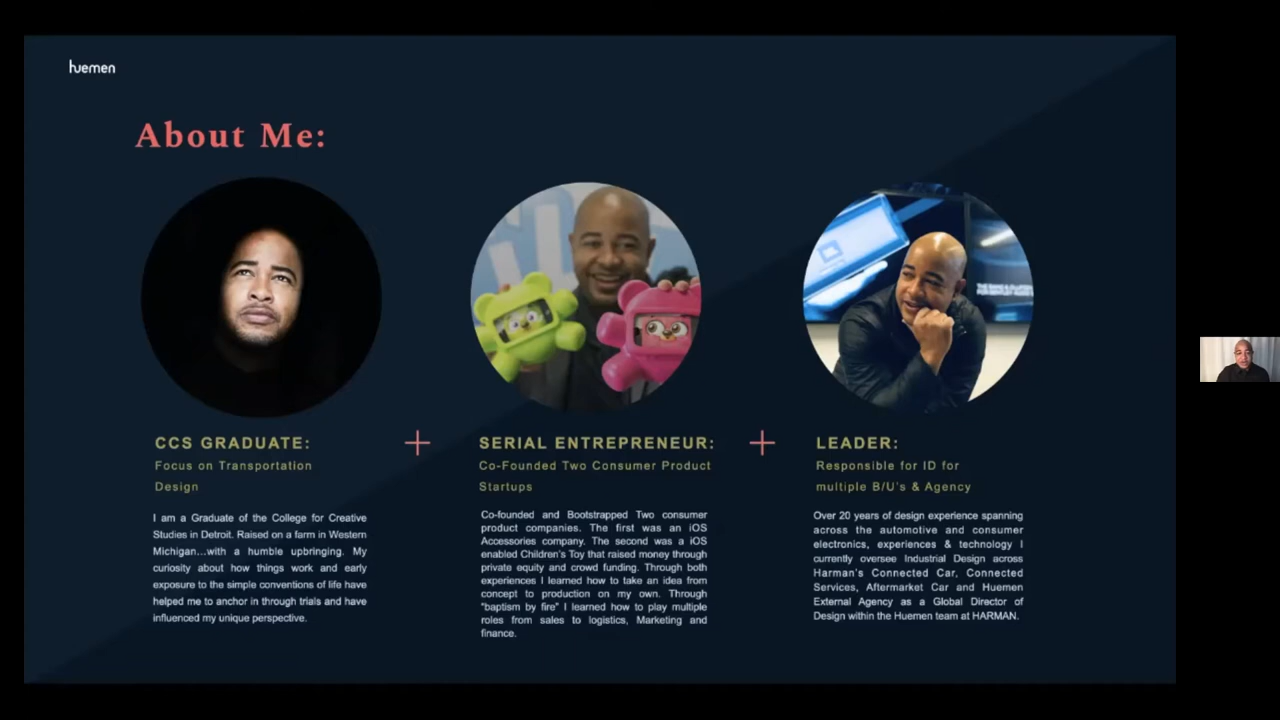 huemen
About Me:
CCS GRADUATE:
Focus on Transportation
Design
I am a Graduate of the College for Creative
Studies in Detroit. Raised on a farm in Western
Michigan...with a humble upbringing. My
curiosity about how things work and early
exposure to the simple conventions of life have
helped me to anchor in through trials and have
influenced my unique perspective.
+
SERIAL ENTREPRENEUR:
Co-Founded Two Consumer Product
Startups
Co-founded and Bootstrapped Two consumer
product companies. The first was an iOS
Accessories company. The second was a iOS
enabled Children's Toy that raised money through
private equity and crowd funding. Through both
experiences I learned how to take an idea from
concept to production on my own. Through
"baptism by fire" I learned how to play multiple
roles from sales to logistics, Marketing and
finance.
+
LEADER:
Responsible for ID for
multiple B/U's & Agency
Over 20 years of design experience spanning
across the automotive and consumer
electronics, experiences & technology I
currently oversee Industrial Design across
Harman's Connected Car, Connected
Services, Aftermarket Car and Huemen
External Agency as a Global Director of
Design within the Huemen team at HARMAN.